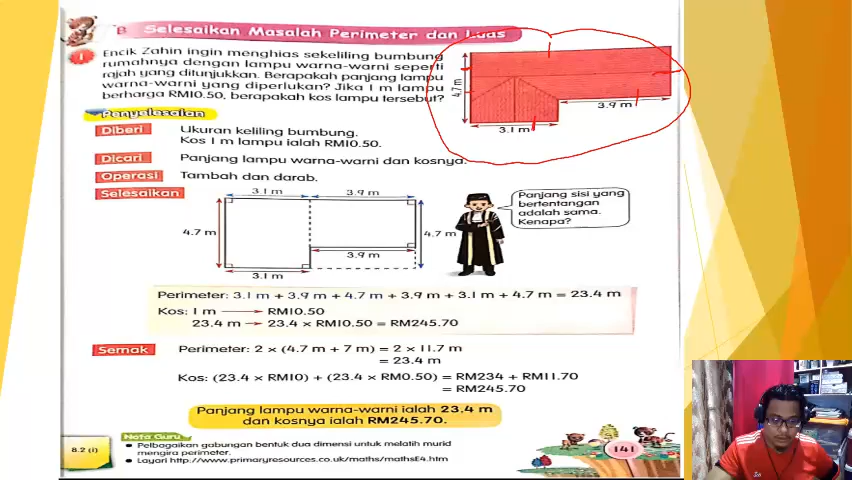 Selesaikan Masalah Perimeter dan Luas
1
Encik Zahin ingin menghias sekeliling bumbung
rumahnya dengan lampu warna-warni seperti
rajah yang ditunjukkan. Berapakah panjang lampu
warna-warni yang diperlukan? Jika 1 m lampu
berharga RM10.50, berapakah kos lampu tersebut?
4.7 m
3.9 m
3.1 m
Penyelesaian
Diberi
Ukuran keliling bumbung.
Kos 1 m lampu ialah RM10.50.
Dicari
Panjang lampu warna-warni dan kosnya.
Operasi
Tambah dan darab.
Selesaikan
3.1 m
3.9 m
4.7 m
4.7 m
3.9 m
3.1 m
Panjang sisi yang
bertentangan
adalah sama.
Kenapa?
Perimeter: 3.1 m + 3.9 m + 4.7 m + 3.9 m + 3.1 m + 4.7 m = 23.4 m
Kos: 1 m → RM10.50
23.4 m → 23.4 × RM10.50 = RM245.70
Semak
Perimeter: 2 × (4.7 m + 7 m) = 2 × 11.7 m
= 23.4 m
Kos: (23.4 × RM10) + (23.4 × RM0.50) = RM234 + RM11.70
= RM245.70
Panjang lampu warna-warni ialah 23.4 m
dan kosnya ialah RM245.70.
8.2 (i)
Nota Guru
• Pelbagaikan gabungan bentuk dua dimensi untuk melatih murid
mengira perimeter.
• Layari http://www.primaryresources.co.uk/maths/mathsE4.htm
141